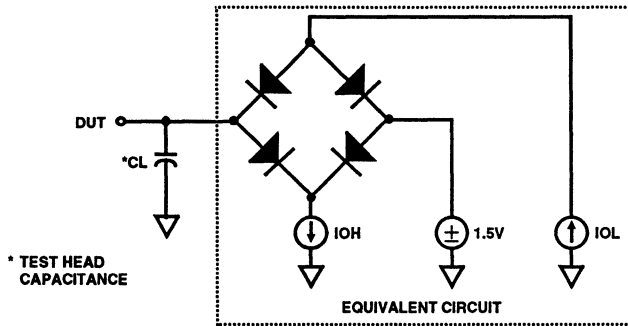 DUT
*CL
IOH
±
1.5V
IOL
* TEST HEAD
CAPACITANCE
EQUIVALENT CIRCUIT